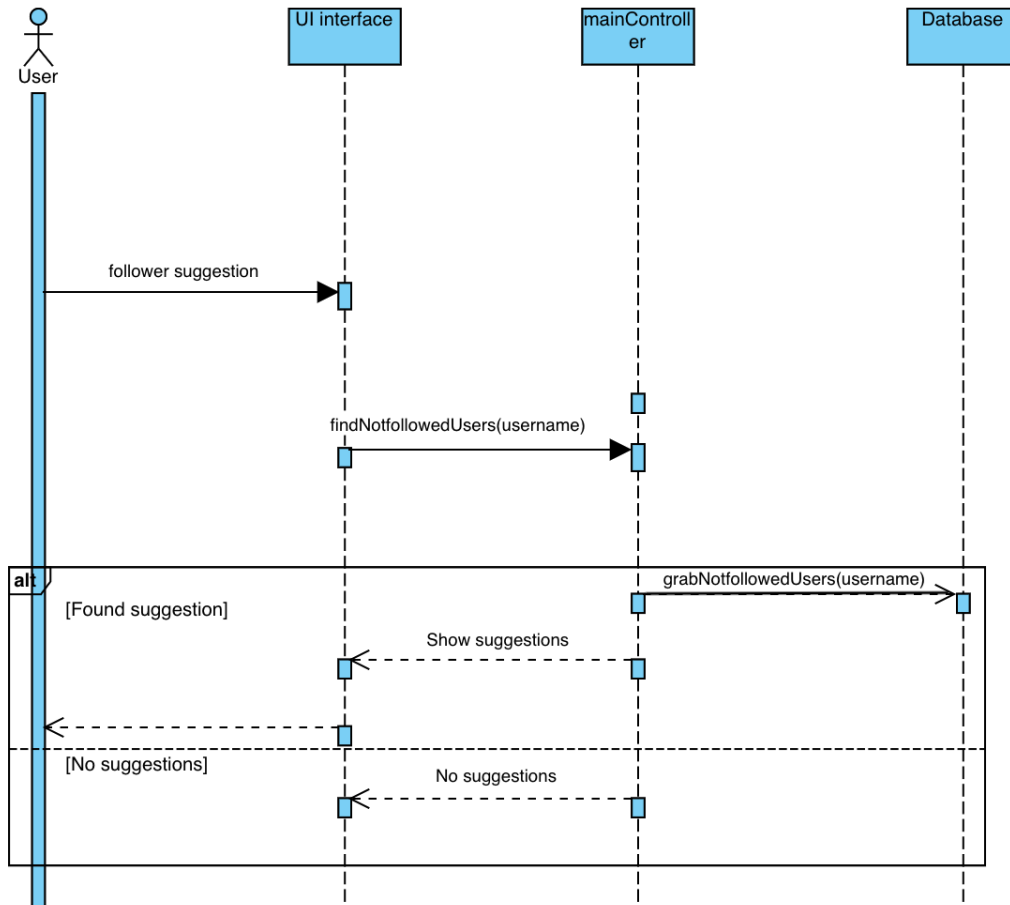 User
UI interface
mainControll
er
Database
follower suggestion
findNotfollowedUsers(username)
alt
grabNotfollowedUsers(username)
[Found suggestion]
Show suggestions
[No suggestions]
No suggestions